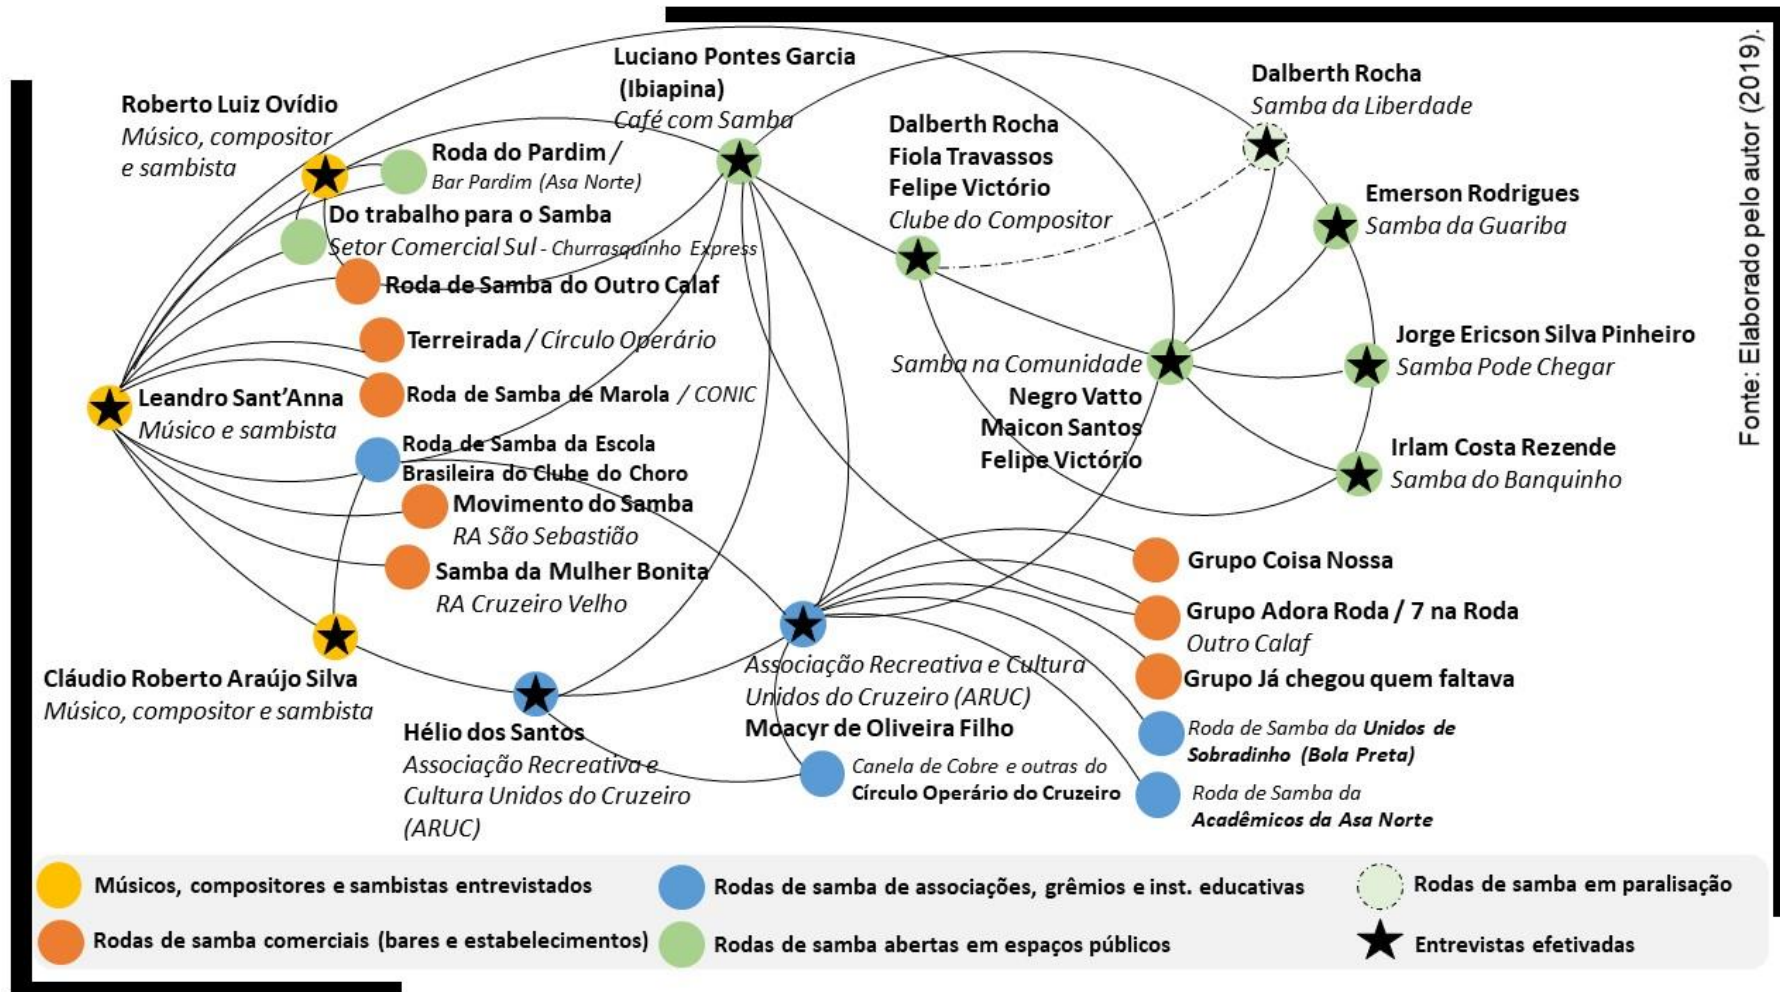 Fonte: Elaborado pelo autor (2019).
Luciano Pontes Garcia
(Ibiapina)
Café com Samba
Roberto Luiz Ovídio
Músico, compositor
e sambista
Roda do Pardim /
Bar Pardim (Asa Norte)
Do trabalho para o Samba
Setor Comercial Sul - Churrasquinho Express
Roda de Samba do Outro Calaf
Terreirada / Círculo Operário
Roda de Samba de Marola / CONIC
Leandro Sant'Anna
Músico e sambista
Roda de Samba da Escola
Brasileira do Clube do Choro
Movimento do Samba
RA São Sebastião
Samba da Mulher Bonita
RA Cruzeiro Velho
Cláudio Roberto Araújo Silva
Músico, compositor e sambista
Hélio dos Santos
Associação Recreativa e
Cultura Unidos do Cruzeiro
(ARUC)
Dalberth Rocha
Fiola Travassos
Felipe Victório
Clube do Compositor
Dalberth Rocha
Samba da Liberdade
Emerson Rodrigues
Samba da Guariba
Jorge Ericson Silva Pinheiro
Samba Pode Chegar
Irlam Costa Rezende
Samba do Banquinho
Samba na Comunidade
Negro Vatto
Maicon Santos
Felipe Victório
Associação Recreativa e Cultura
Unidos do Cruzeiro (ARUC)
Moacyr de Oliveira Filho
Canela de Cobre e outras do
Círculo Operário do Cruzeiro
Grupo Coisa Nossa
Grupo Adora Roda / 7 na Roda
Outro Calaf
Grupo Já chegou quem faltava
Roda de Samba da Unidos de
Sobradinho (Bola Preta)
Roda de Samba da
Acadêmicos da Asa Norte
Músicos, compositores e sambistas entrevistados
Rodas de samba de associações, grêmios e inst. educativas
Rodas de samba em paralisação
Rodas de samba comerciais (bares e estabelecimentos)
Rodas de samba abertas em espaços públicos
Entrevistas efetivadas